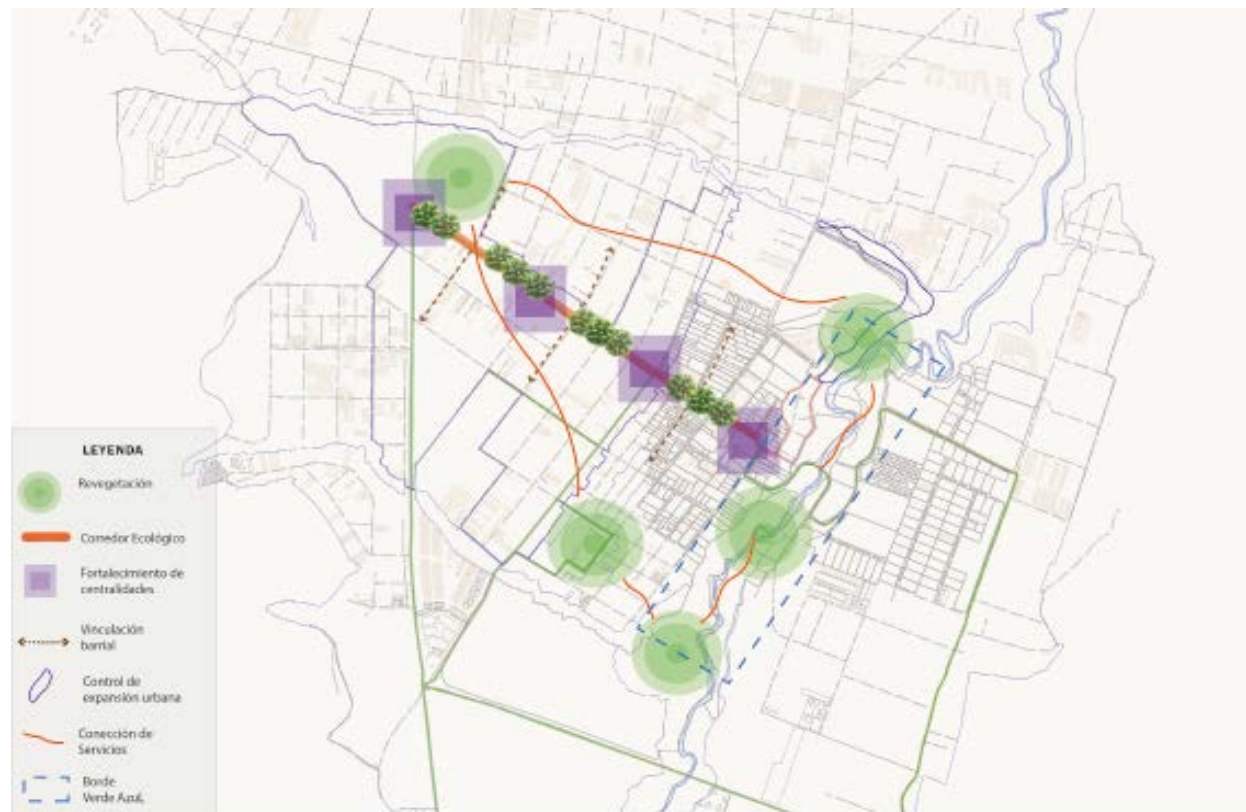 LEYENDA
Revegetación
Corredor Ecológico
Fortalecimiento de
centralidades
Vinculación
barrial
Control de
expansión urbana
Conección de
Servicios
Borde
Verde Azul,